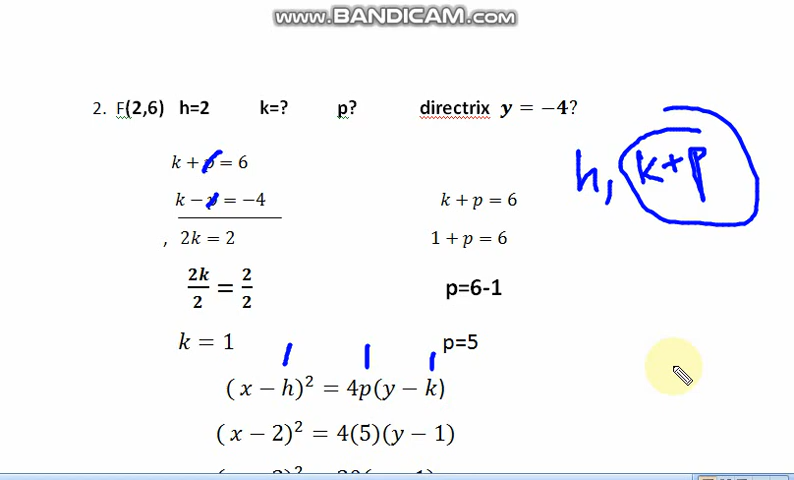 www.BANDICAM.com
2. F(2,6) h=2 k=? p? directrix y = −4?
k + p = 6
h, k+p
k − p = −4
k + p = 6
, 2k = 2
1 + p = 6
2k/2 = 2/2
p=6-1
k = 1
p=5
(x − h)² = 4p(y − k)
(x − 2)² = 4(5)(y − 1)